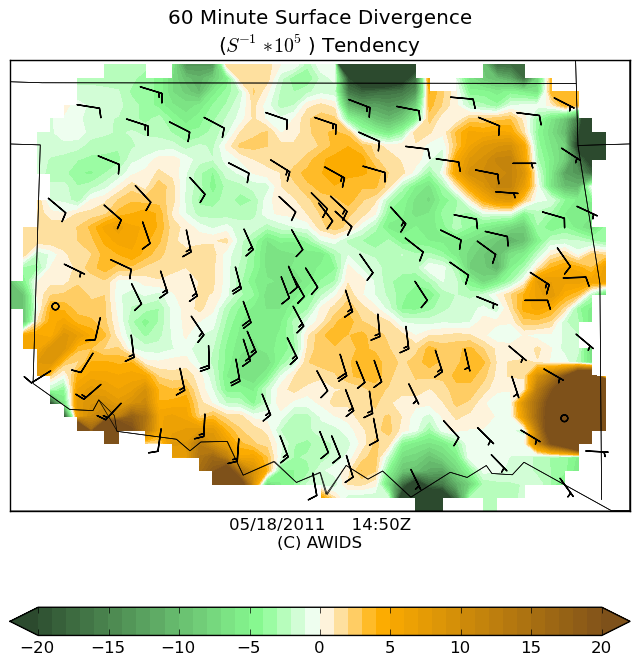 60 Minute Surface Divergence
(S⁻¹ * 10⁵ ) Tendency
05/18/2011 14:50Z
(C) AWIDS
−20 −15 −10 −5 0 5 10 15 20